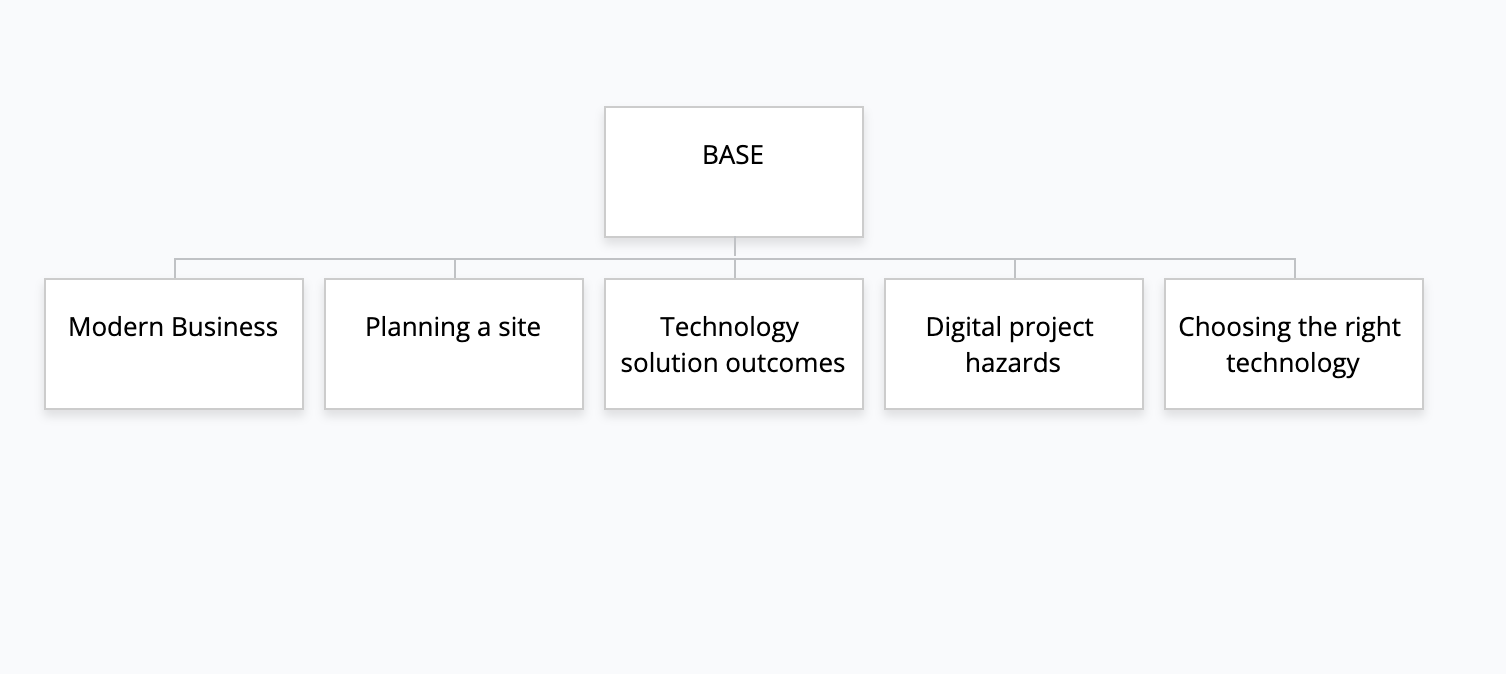 BASE
Modern Business
Planning a site
Technology
solution outcomes
Digital project
hazards
Choosing the right
technology